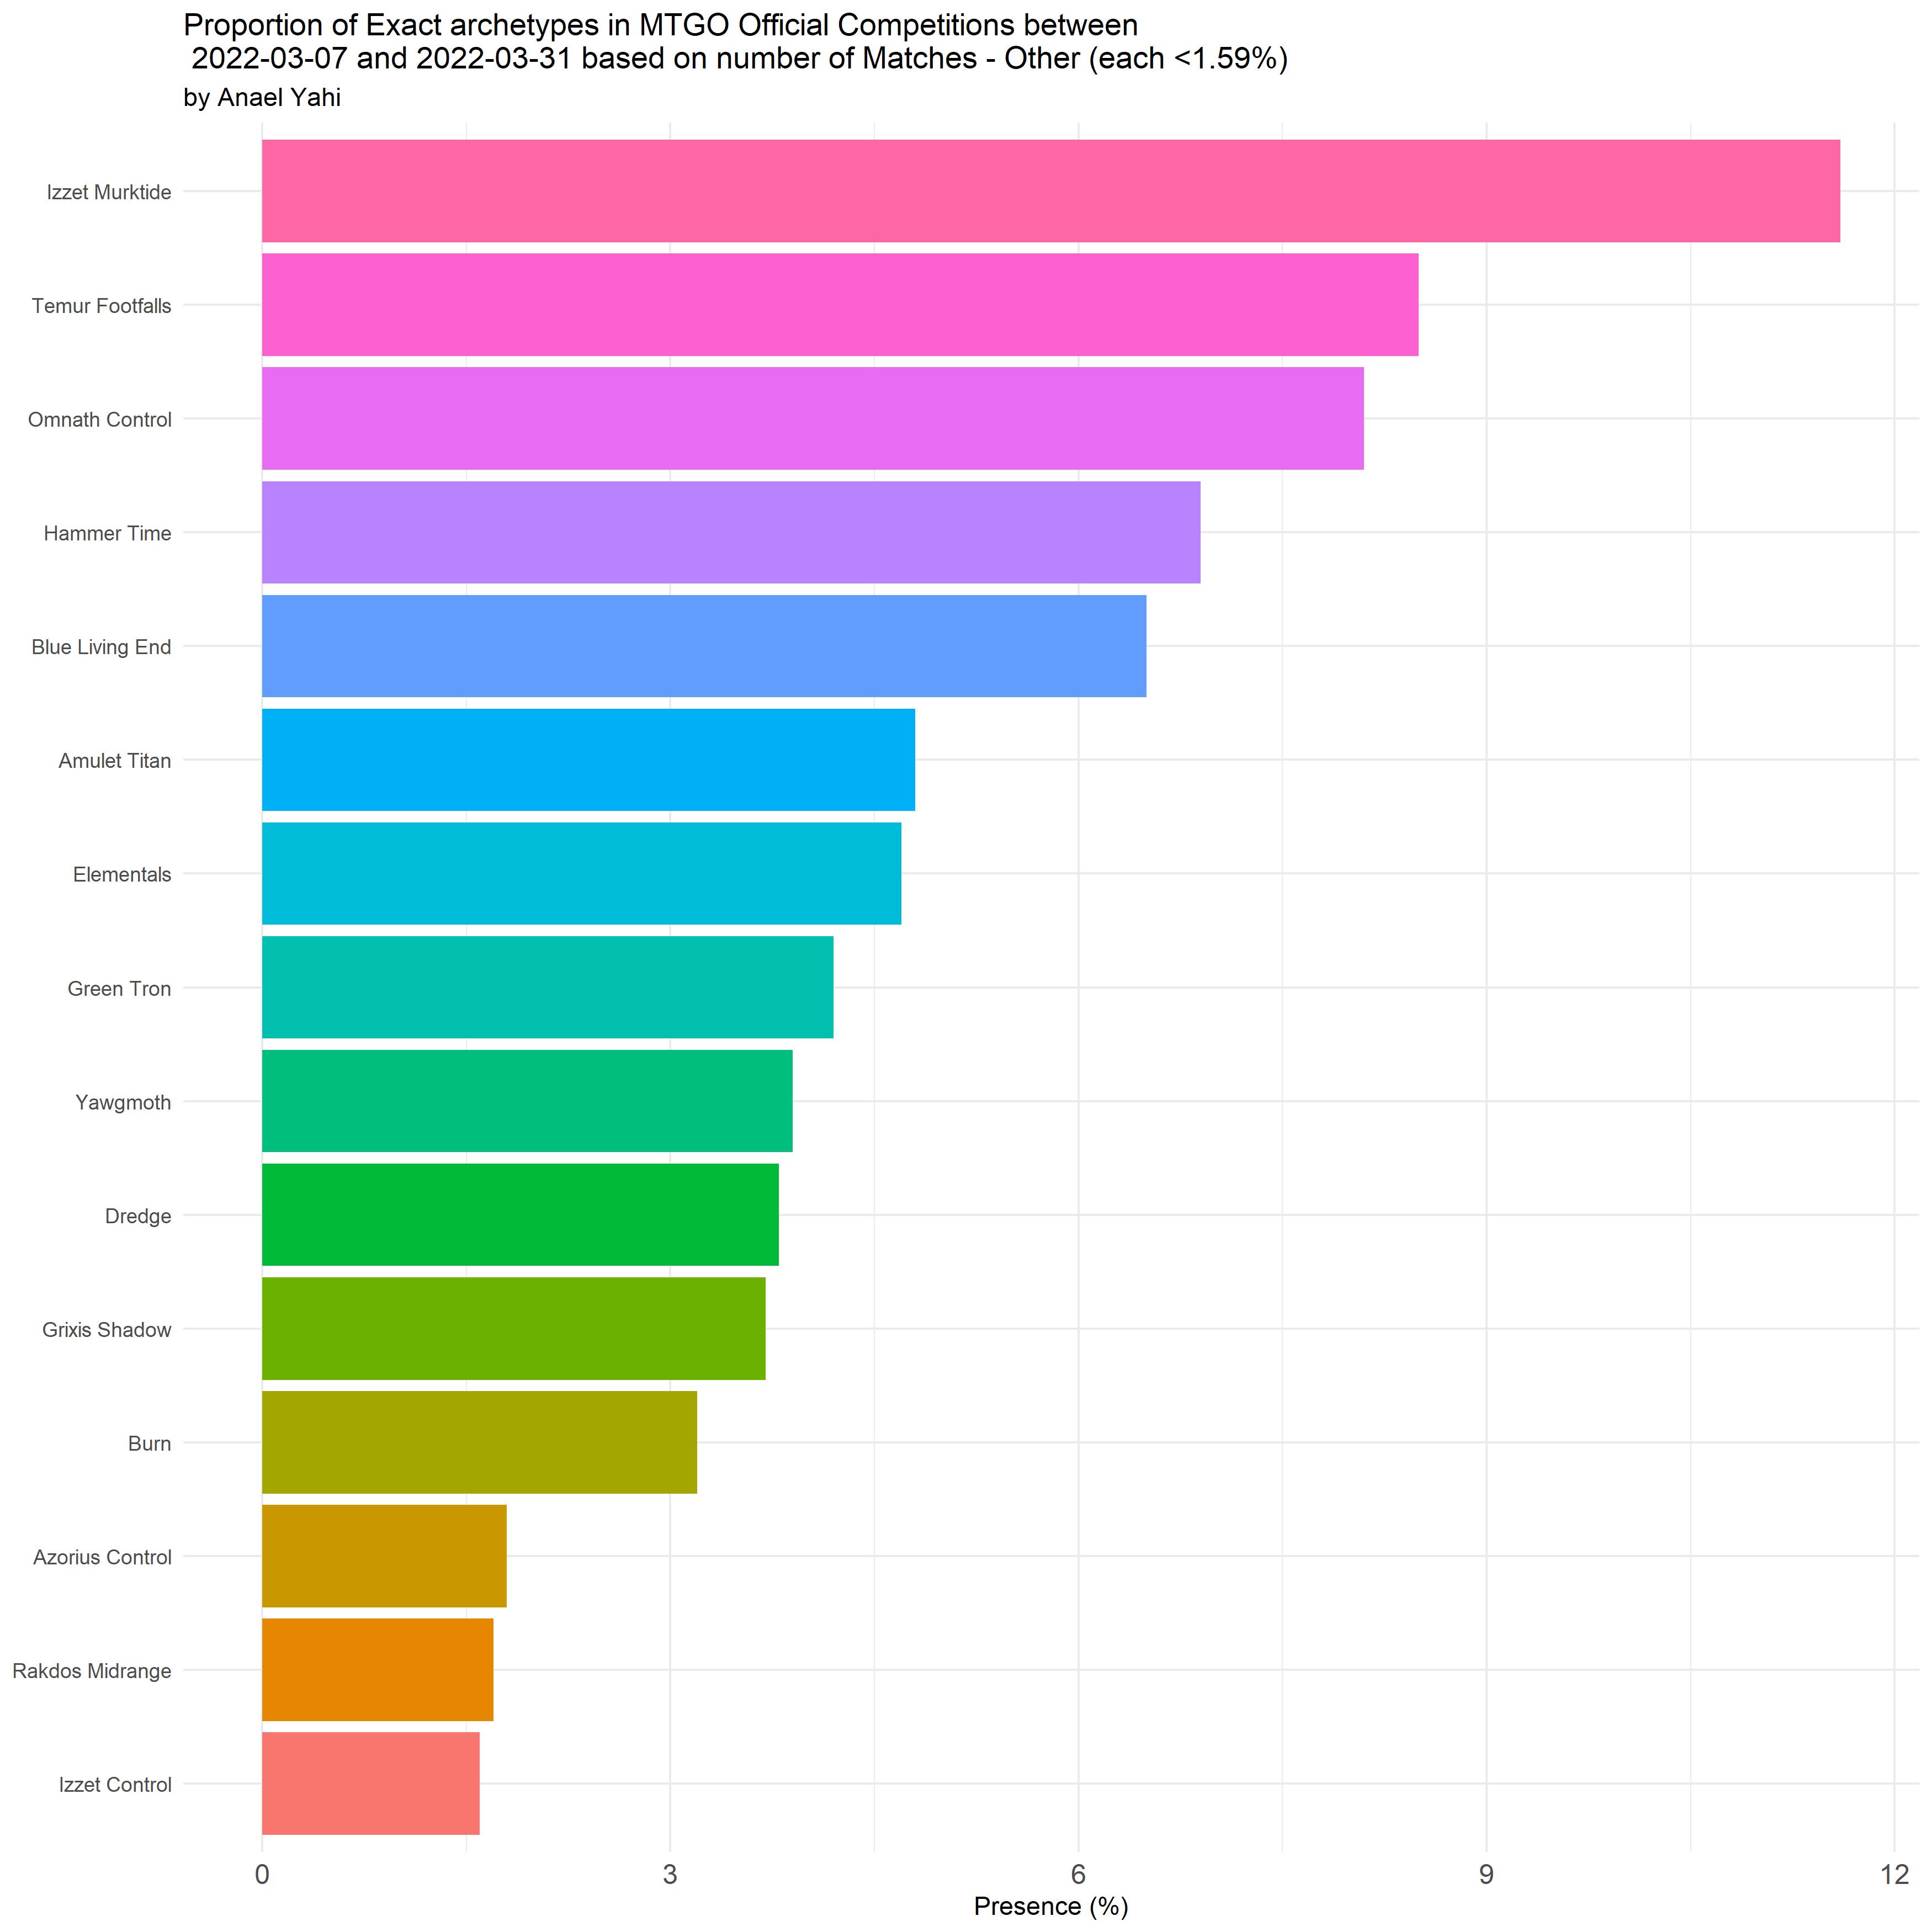 Proportion of Exact archetypes in MTGO Official Competitions between
2022-03-07 and 2022-03-31 based on number of Matches - Other (each <1.59%)
by Anael Yahi
Izzet Murktide
Temur Footfalls
Omnath Control
Hammer Time
Blue Living End
Amulet Titan
Elementals
Green Tron
Yawgmoth
Dredge
Grixis Shadow
Burn
Azorius Control
Rakdos Midrange
Izzet Control
0 3 6 9 12
Presence (%)